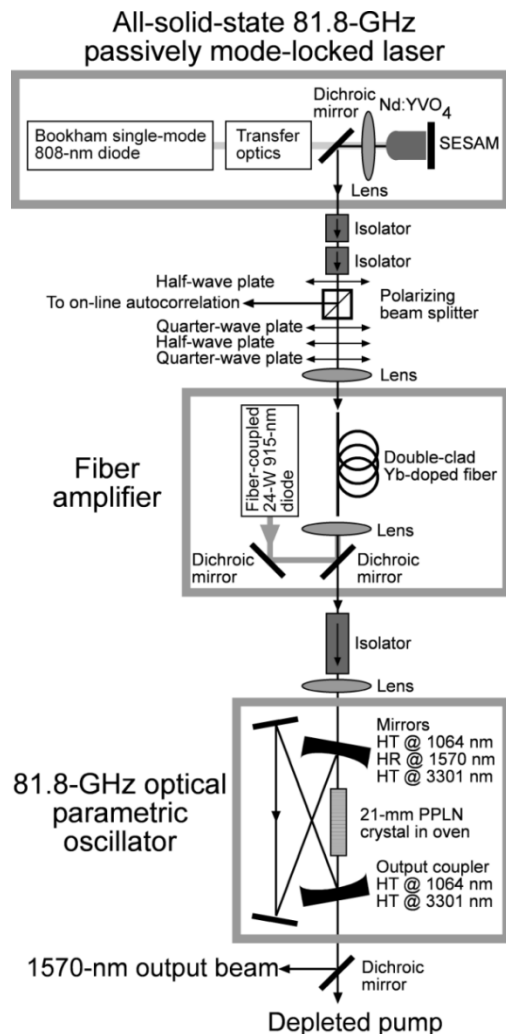 All-solid-state 81.8-GHz
passively mode-locked laser
Dichroic
mirror
Nd:YVO4
Bookham single-mode
808-nm diode
Transfer
optics
SESAM
Lens
Isolator
Isolator
Half-wave plate
To on-line autocorrelation
Polarizing
beam splitter
Quarter-wave plate
Half-wave plate
Quarter-wave plate
Lens
Fiber
amplifier
Fiber-coupled
24-W 915-nm
diode
Double-clad
Yb-doped fiber
Lens
Dichroic
mirror
Dichroic
mirror
Isolator
Lens
81.8-GHz optical
parametric
oscillator
Mirrors
HT @ 1064 nm
HR @ 1570 nm
HT @ 3301 nm
21-mm PPLN
crystal in oven
Output coupler
HT @ 1064 nm
HT @ 3301 nm
1570-nm output beam
Dichroic
mirror
Depleted pump